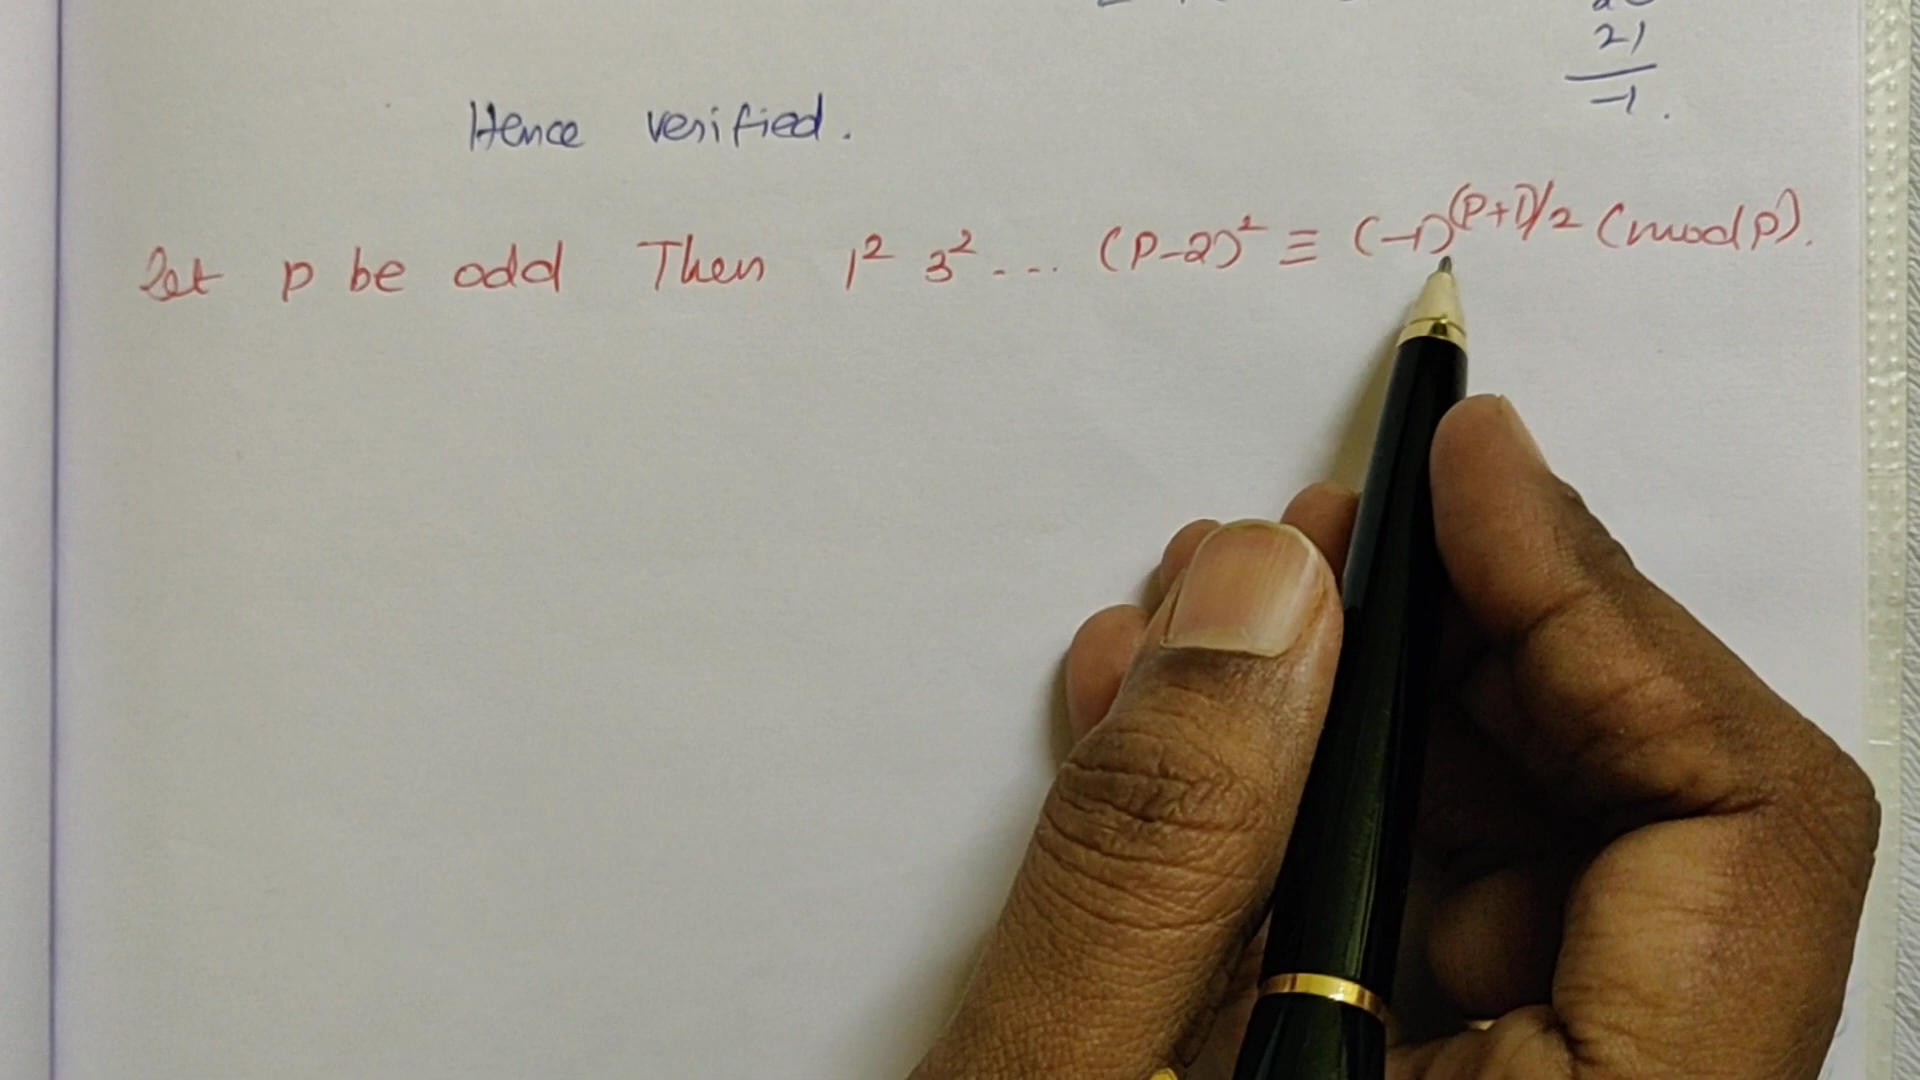 21
-1.
Hence verified.
Let p be odd Then 1² 3² ... (P-2)² ≡ (-1)^(P+1)/2 (mod p).